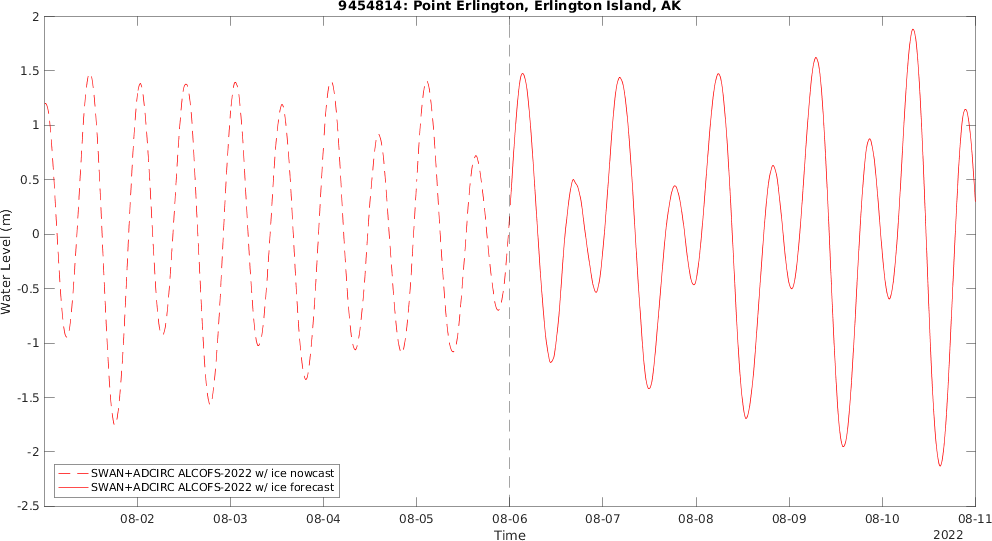 9454814: Point Erlington, Erlington Island, AK
2
1.5
1
0.5
0
-0.5
-1
-1.5
-2
-2.5
Water Level (m)
SWAN+ADCIRC ALCOFS-2022 w/ ice nowcast
SWAN+ADCIRC ALCOFS-2022 w/ ice forecast
08-02 08-03 08-04 08-05 08-06 08-07 08-08 08-09 08-10 08-11
Time
2022